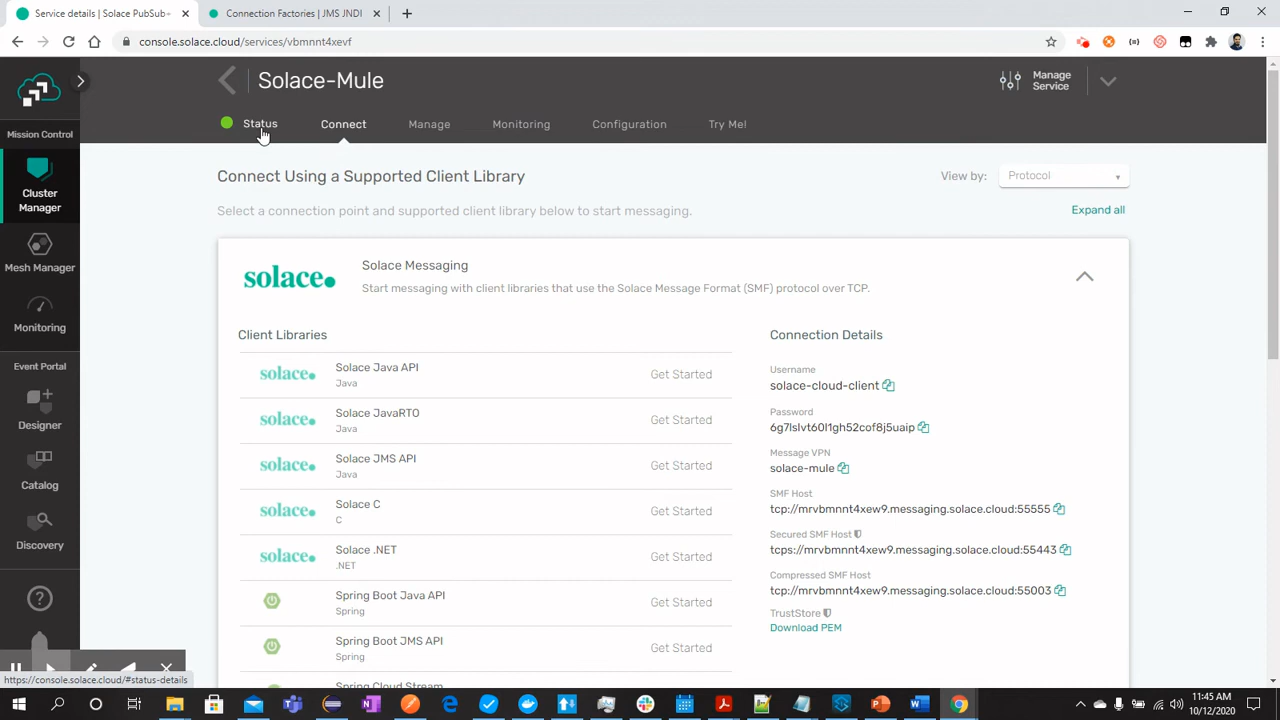 Service details | Solace PubSub+
Connection Factories | JMS JNDI
console.solace.cloud/services/vbmnnt4xevf
Solace-Mule
Manage
Service
Status
Connect
Manage
Monitoring
Configuration
Try Me!
Mission Control
Cluster
Manager
Mesh Manager
Monitoring
Event Portal
Designer
Catalog
Discovery
Connect Using a Supported Client Library
View by:
Protocol
Select a connection point and supported client library below to start messaging.
Expand all
solace.
Solace Messaging
Start messaging with client libraries that use the Solace Message Format (SMF) protocol over TCP.
Client Libraries
solace.
Solace Java API
Java
Get Started
solace.
Solace JavaRTO
Java
Get Started
solace.
Solace JMS API
Java
Get Started
solace.
Solace C
C
Get Started
solace.
Solace .NET
.NET
Get Started
Spring Boot Java API
Spring
Get Started
Spring Boot JMS API
Spring
Get Started
Spring Cloud Stream
Connection Details
Username
solace-cloud-client
Password
6g7lslvt60l1gh52cof8j5uaip
Message VPN
solace-mule
SMF Host
tcp://mrvbmnnt4xew9.messaging.solace.cloud:55555
Secured SMF Host
tcps://mrvbmnnt4xew9.messaging.solace.cloud:55443
Compressed SMF Host
tcp://mrvbmnnt4xew9.messaging.solace.cloud:55003
TrustStore
Download PEM
https://console.solace.cloud/#status-details
11:45 AM
10/12/2020